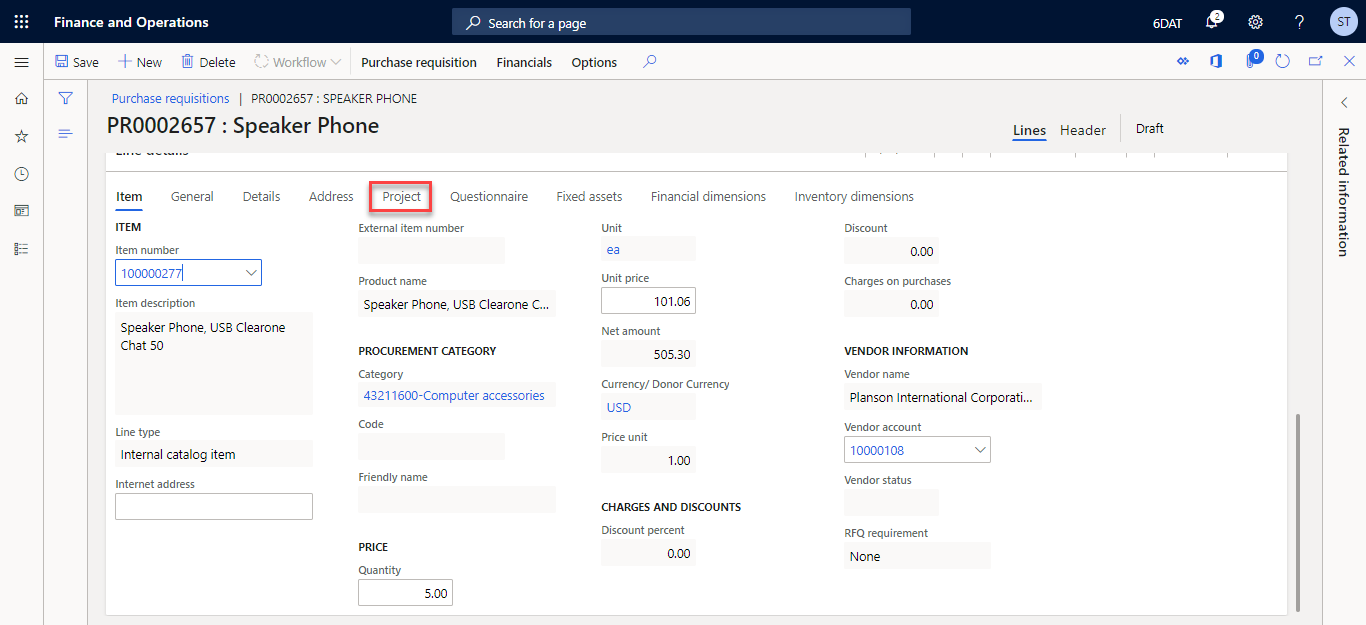 Finance and Operations
Search for a page
6DAT
2
?
ST
Save
New
Delete
Workflow
Purchase requisition
Financials
Options
0
Purchase requisitions | PR0002657 : SPEAKER PHONE
PR0002657 : Speaker Phone
Lines
Header
Draft
Related information
Line details
Item
General
Details
Address
Project
Questionnaire
Fixed assets
Financial dimensions
Inventory dimensions
ITEM
Item number
100000277
Item description
Speaker Phone, USB Clearone
Chat 50
Line type
Internal catalog item
Internet address
External item number
Product name
Speaker Phone, USB Clearone C...
PROCUREMENT CATEGORY
Category
43211600-Computer accessories
Code
Friendly name
PRICE
Quantity
5.00
Unit
ea
Unit price
101.06
Net amount
505.30
Currency/ Donor Currency
USD
Price unit
1.00
CHARGES AND DISCOUNTS
Discount percent
0.00
Discount
0.00
Charges on purchases
0.00
VENDOR INFORMATION
Vendor name
Planson International Corporati...
Vendor account
10000108
Vendor status
RFQ requirement
None